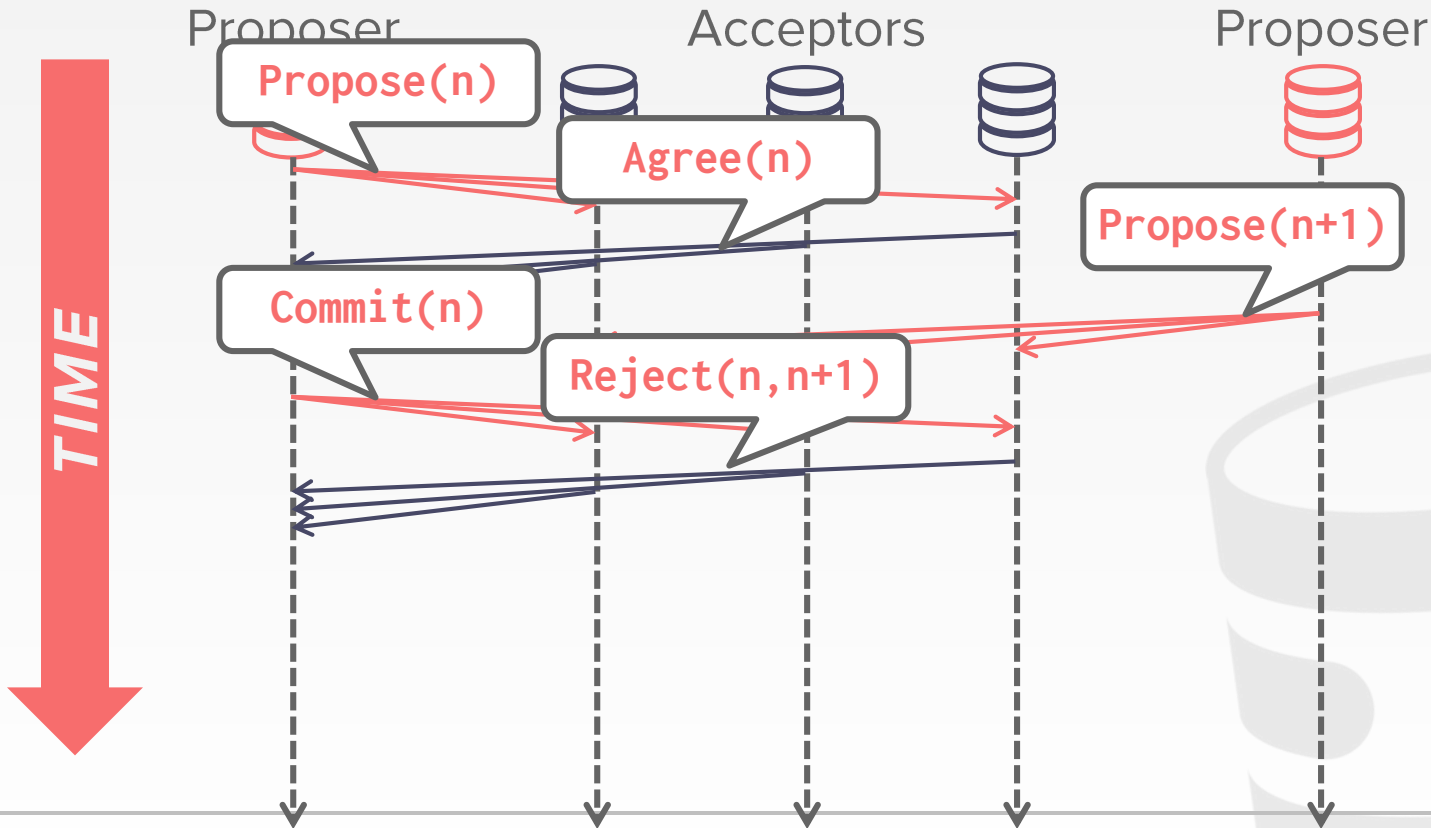 Proposer
Acceptors
Proposer
Propose(n)
Agree(n)
Propose(n+1)
Commit(n)
Reject(n,n+1)
TIME